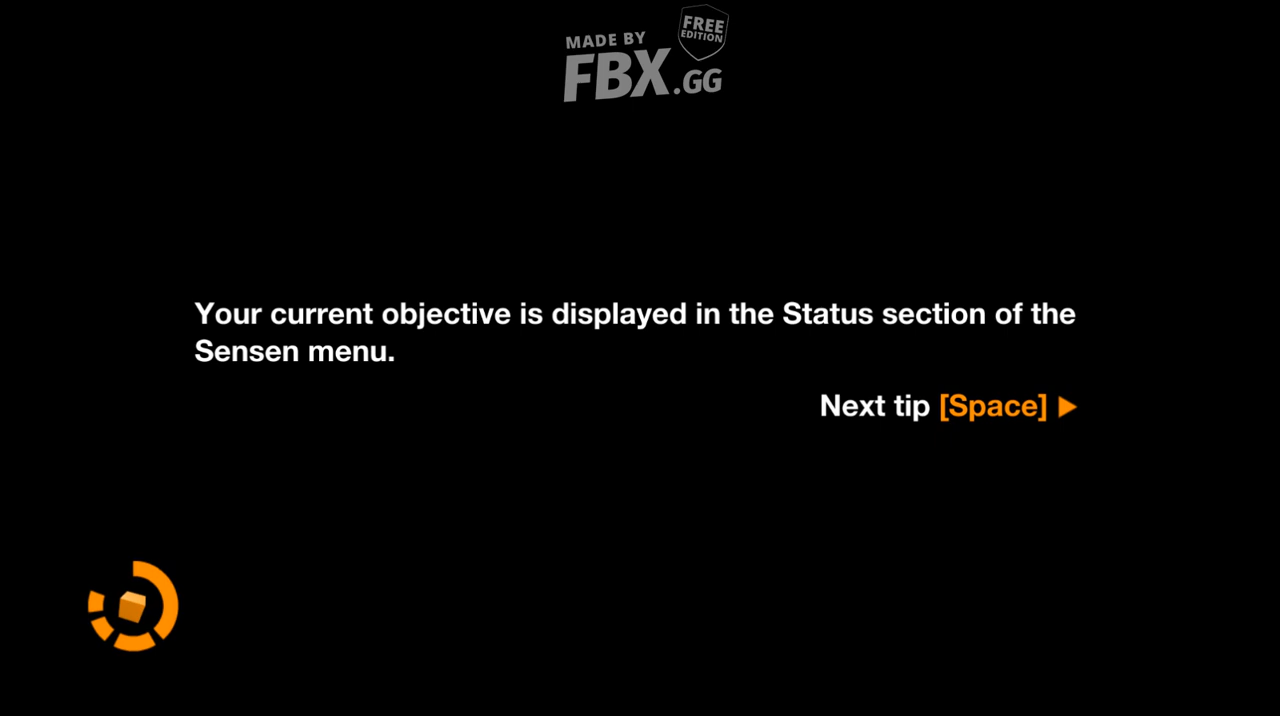 MADE BY
FREE
EDITION
FBX.GG
Your current objective is displayed in the Status section of the
Sensen menu.
Next tip [Space]